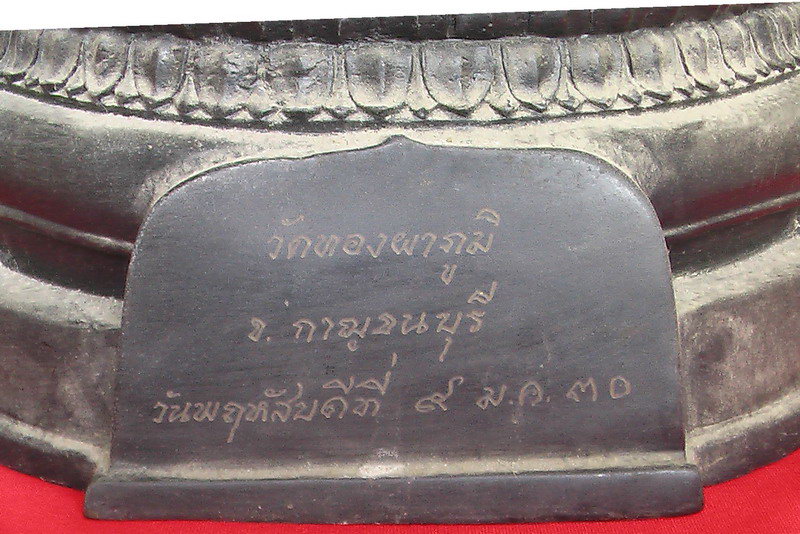 วัดทองผาภูมิ
จ. กาญจนบุรี
วันพฤหัสบดีที่ ๘ ม.ค. ๓๐